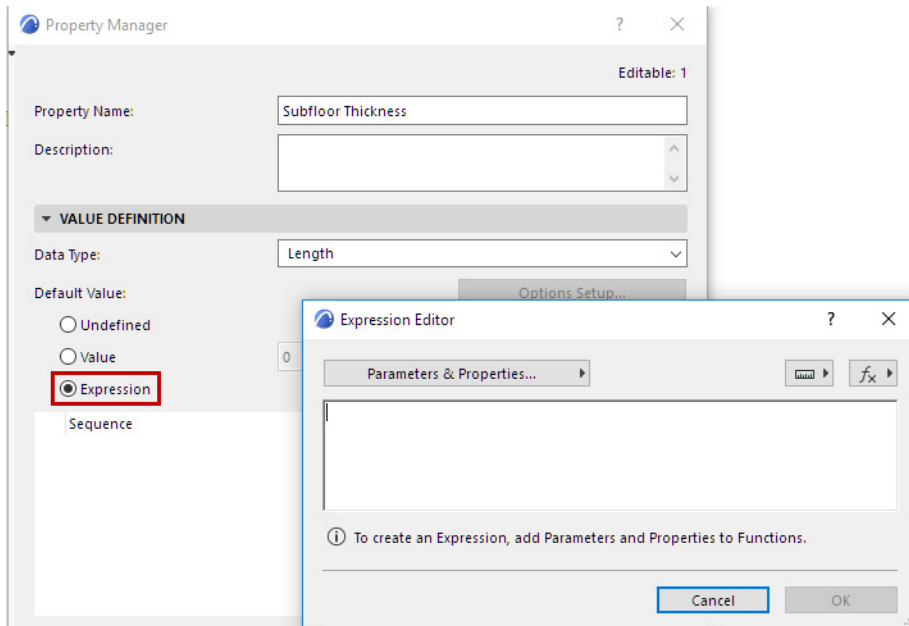 Property Manager
?
Editable: 1
Property Name:
Subfloor Thickness
Description:
VALUE DEFINITION
Data Type:
Length
Default Value:
Options Setup...
Undefined
Value
0
Expression
Sequence
Expression Editor
?
Parameters & Properties...
fx
To create an Expression, add Parameters and Properties to Functions.
Cancel
OK